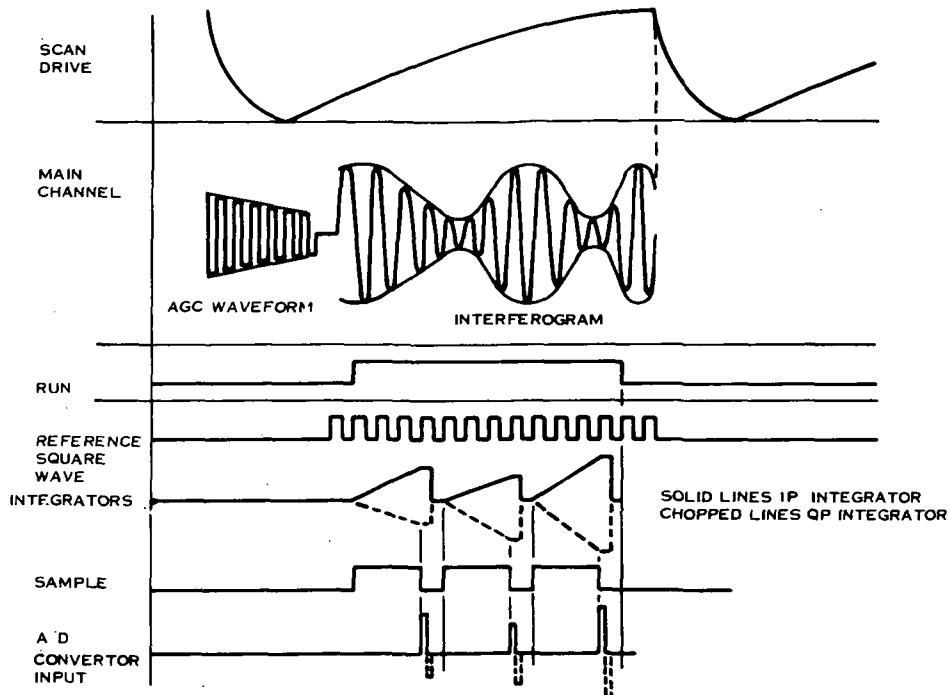 SCAN
DRIVE
MAIN
CHANNEL
AGC WAVEFORM
INTERFEROGRAM
RUN
REFERENCE
SQUARE
WAVE
INTEGRATORS
SOLID LINES IP INTEGRATOR
CHOPPED LINES QP INTEGRATOR
SAMPLE
A D
CONVERTOR
INPUT